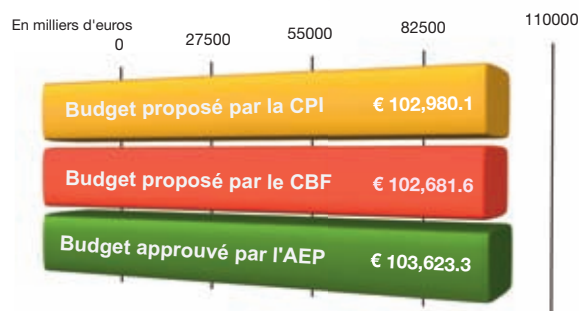 En milliers d'euros
0 27500 55000 82500 110000
Budget proposé par la CPI € 102,980.1
Budget proposé par le CBF € 102,681.6
Budget approuvé par l'AEP € 103,623.3